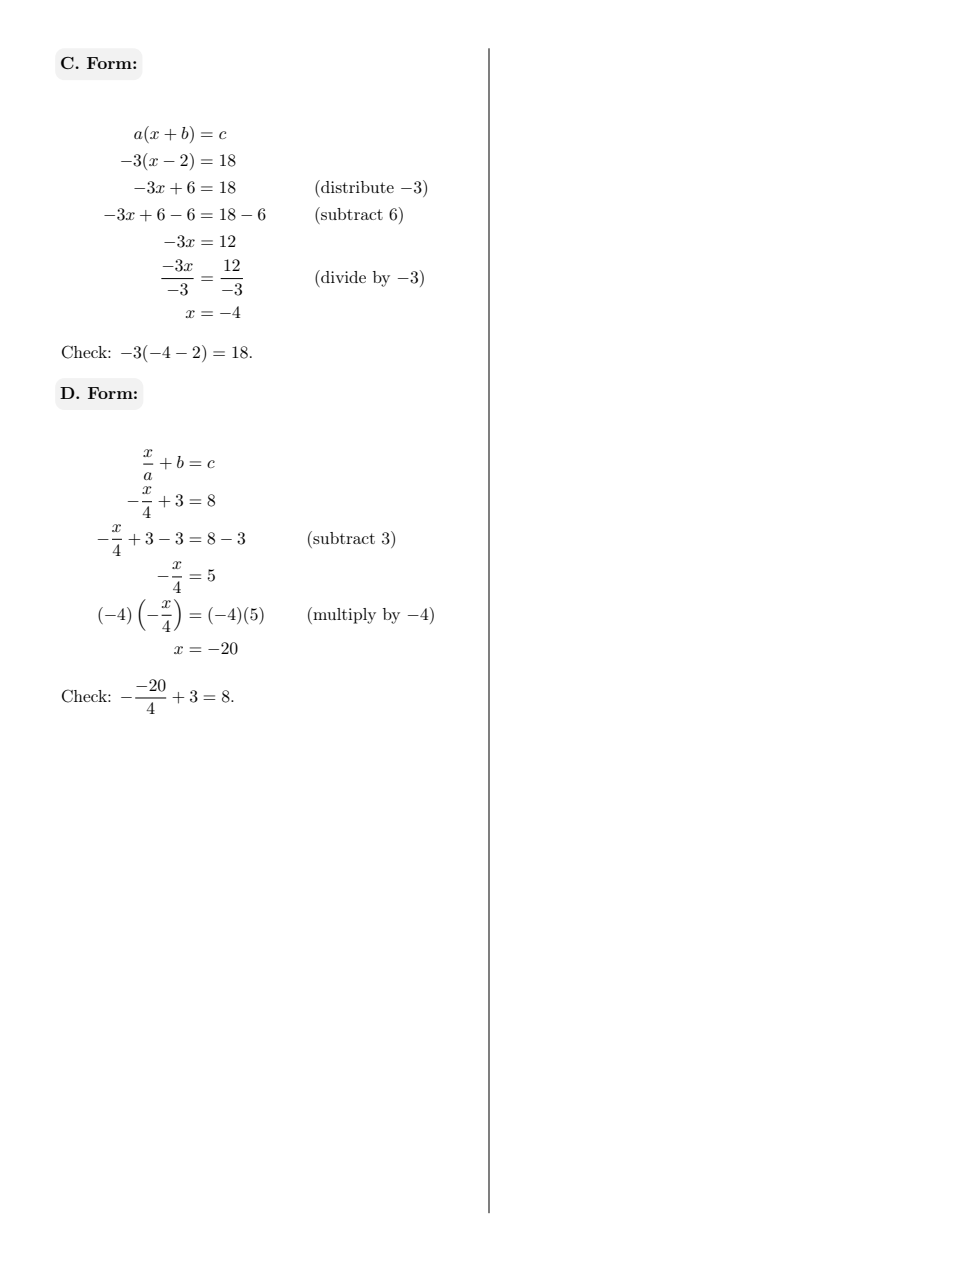 C. Form:
a(x + b) = c
−3(x − 2) = 18
−3x + 6 = 18 (distribute −3)
−3x + 6 − 6 = 18 − 6 (subtract 6)
−3x = 12
−3x/−3 = 12/−3 (divide by −3)
x = −4
Check: −3(−4 − 2) = 18.
D. Form:
x/a + b = c
−x/4 + 3 = 8
−x/4 + 3 − 3 = 8 − 3 (subtract 3)
−x/4 = 5
(−4)(−x/4) = (−4)(5) (multiply by −4)
x = −20
Check: −−20/4 + 3 = 8.